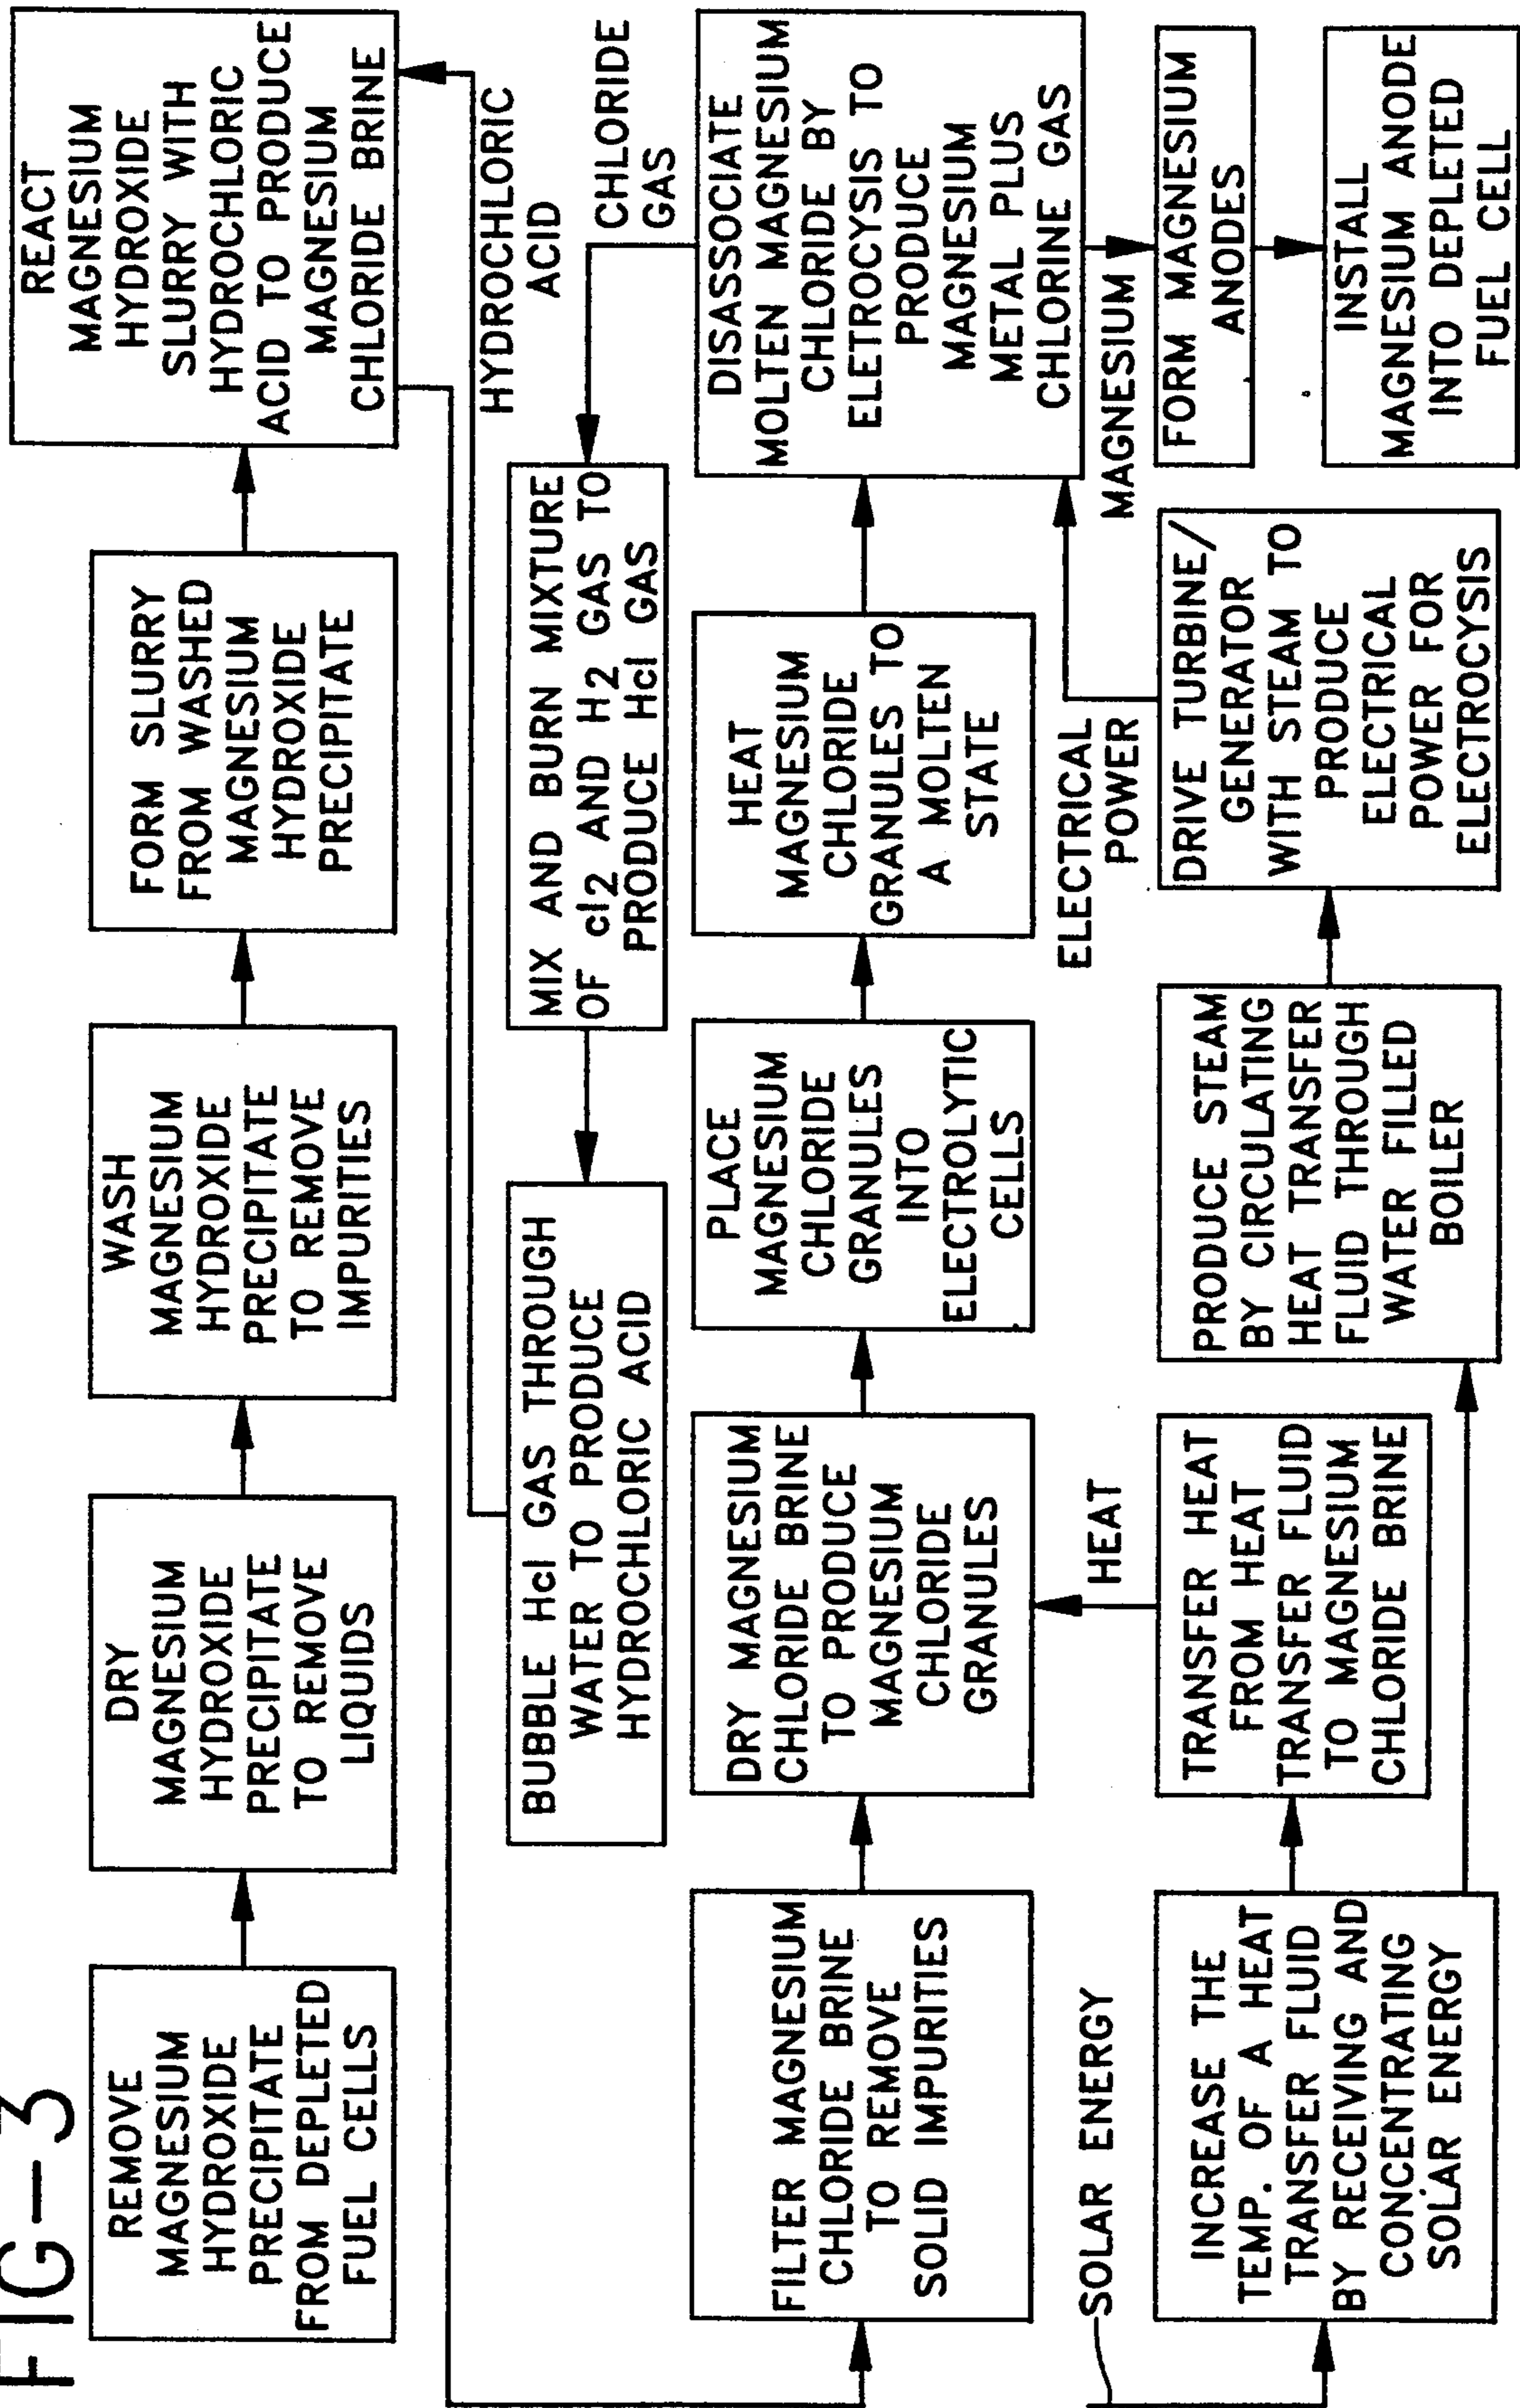 FIG-3
REMOVE
MAGNESIUM
HYDROXIDE
PRECIPITATE
FROM DEPLETED
FUEL CELLS
DRY
MAGNESIUM
HYDROXIDE
PRECIPITATE
TO REMOVE
LIQUIDS
WASH
MAGNESIUM
HYDROXIDE
PRECIPITATE
TO REMOVE
IMPURITIES
FORM SLURRY
FROM WASHED
MAGNESIUM
HYDROXIDE
PRECIPITATE
REACT
MAGNESIUM
HYDROXIDE
SLURRY WITH
HYDROCHLORIC
ACID TO PRODUCE
MAGNESIUM
CHLORIDE BRINE
HYDROCHLORIC
ACID
BUBBLE Hcl GAS THROUGH
WATER TO PRODUCE
HYDROCHLORIC ACID
MIX AND BURN MIXTURE
OF cl2 AND H2 GAS TO
PRODUCE Hcl GAS
CHLORIDE
GAS
FILTER MAGNESIUM
CHLORIDE BRINE
TO REMOVE
SOLID IMPURITIES
DRY MAGNESIUM
CHLORIDE BRINE
TO PRODUCE
MAGNESIUM
CHLORIDE
GRANULES
PLACE
MAGNESIUM
CHLORIDE
GRANULES
INTO
ELECTROLYTIC
CELLS
HEAT
MAGNESIUM
CHLORIDE
GRANULES TO
A MOLTEN
STATE
DISASSOCIATE
MOLTEN MAGNESIUM
CHLORIDE BY
ELETROCYSIS TO
PRODUCE
MAGNESIUM
METAL PLUS
CHLORINE GAS
SOLAR ENERGY
HEAT
ELECTRICAL
POWER
MAGNESIUM
INCREASE THE
TEMP. OF A HEAT
TRANSFER FLUID
BY RECEIVING AND
CONCENTRATING
SOLAR ENERGY
TRANSFER HEAT
FROM HEAT
TRANSFER FLUID
TO MAGNESIUM
CHLORIDE BRINE
PRODUCE STEAM
BY CIRCULATING
HEAT TRANSFER
FLUID THROUGH
WATER FILLED
BOILER
DRIVE TURBINE/
GENERATOR
WITH STEAM TO
PRODUCE
ELECTRICAL
POWER FOR
ELECTROCYSIS
FORM MAGNESIUM
ANODES
INSTALL
MAGNESIUM ANODE
INTO DEPLETED
FUEL CELL